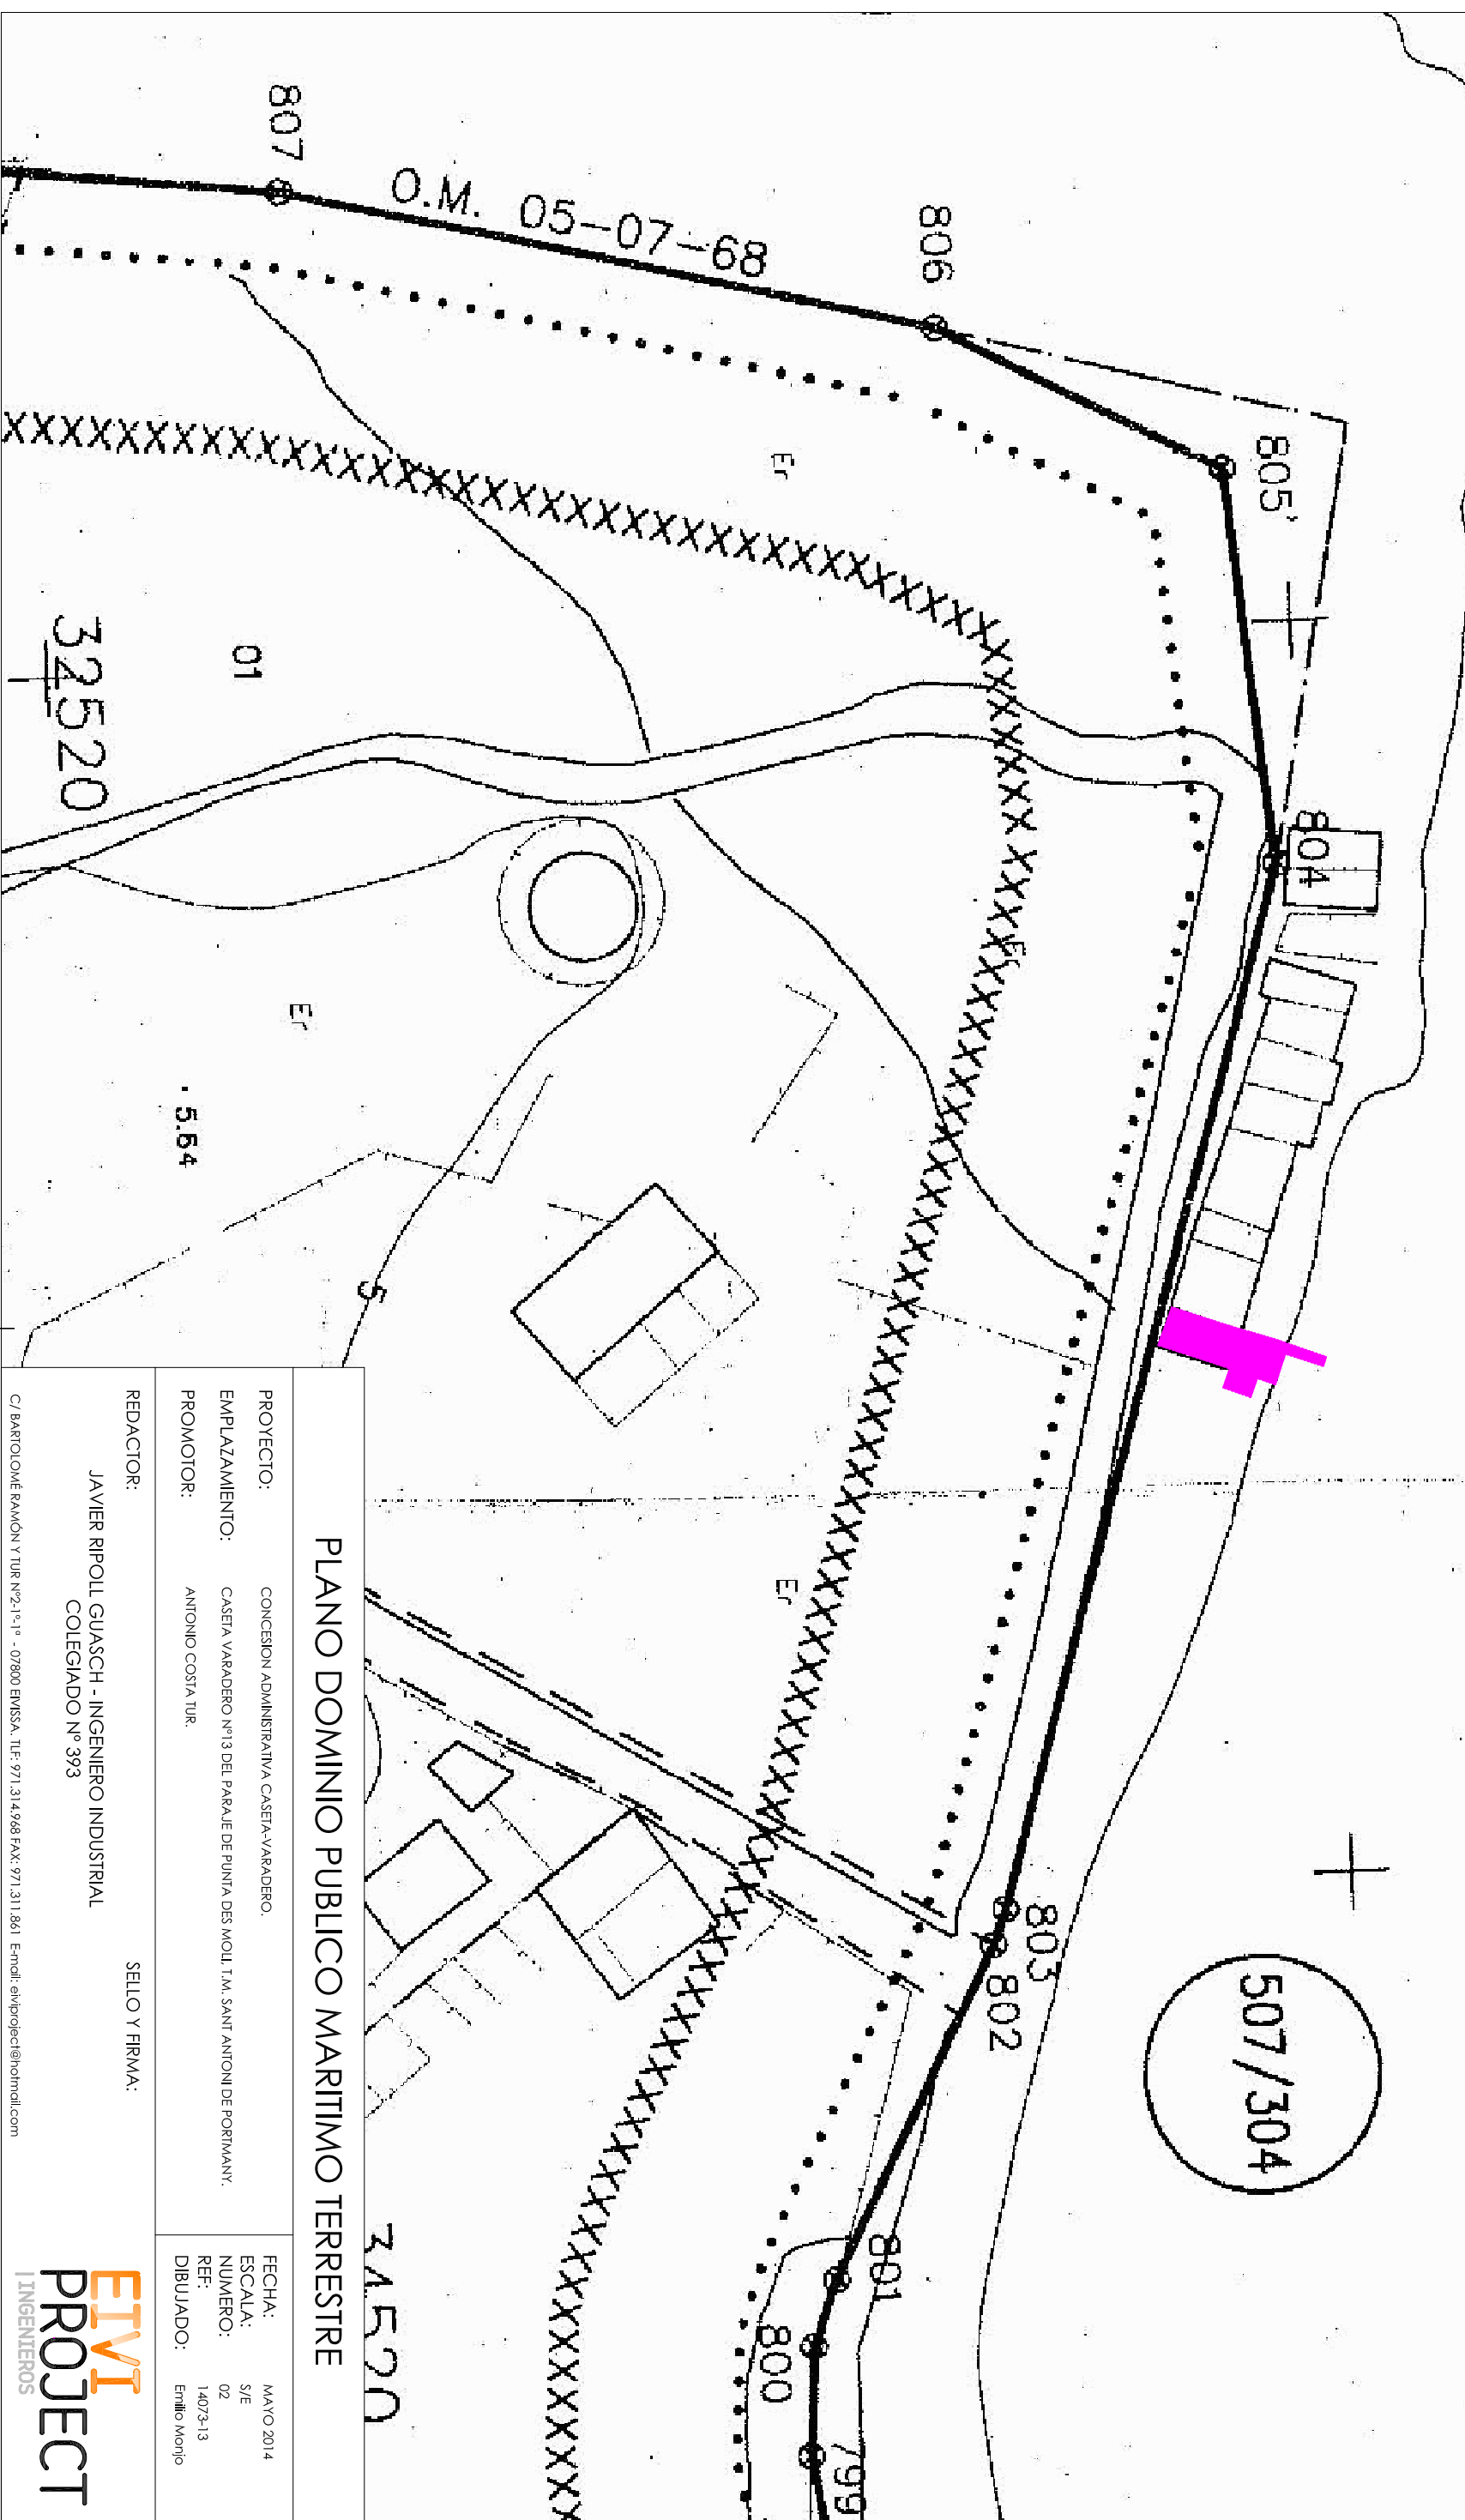 807
O.M. 05-07-68
806
805'
804
Er
Er
01
32520
Er
5.64
5
Er
803
802
507/304
801
800
799
34520
PLANO DOMINIO PUBLICO MARITIMO TERRESTRE
PROYECTO: CONCESION ADMINISTRATIVA CASETA-VARADERO.
EMPLAZAMIENTO: CASETA VARADERO Nº13 DEL PARAJE DE PUNTA DES MOLI, T.M. SANT ANTONI DE PORTMANY.
PROMOTOR: ANTONIO COSTA TUR.
FECHA: MAYO 2014
ESCALA: S/E
NUMERO: 02
REF: 14073-13
DIBUJADO: Emilio Monjo
REDACTOR:
JAVIER RIPOLL GUASCH - INGENIERO INDUSTRIAL
COLEGIADO Nº 393
SELLO Y FIRMA:
C/ BARTOLOMÉ RAMÓN Y TUR Nº2-1º-1ª - 07800 EIVISSA. TLF: 971.314.968 FAX: 971.311.861 E-mail: eiviproject@hotmail.com
EIVI
PROJECT
| INGENIEROS